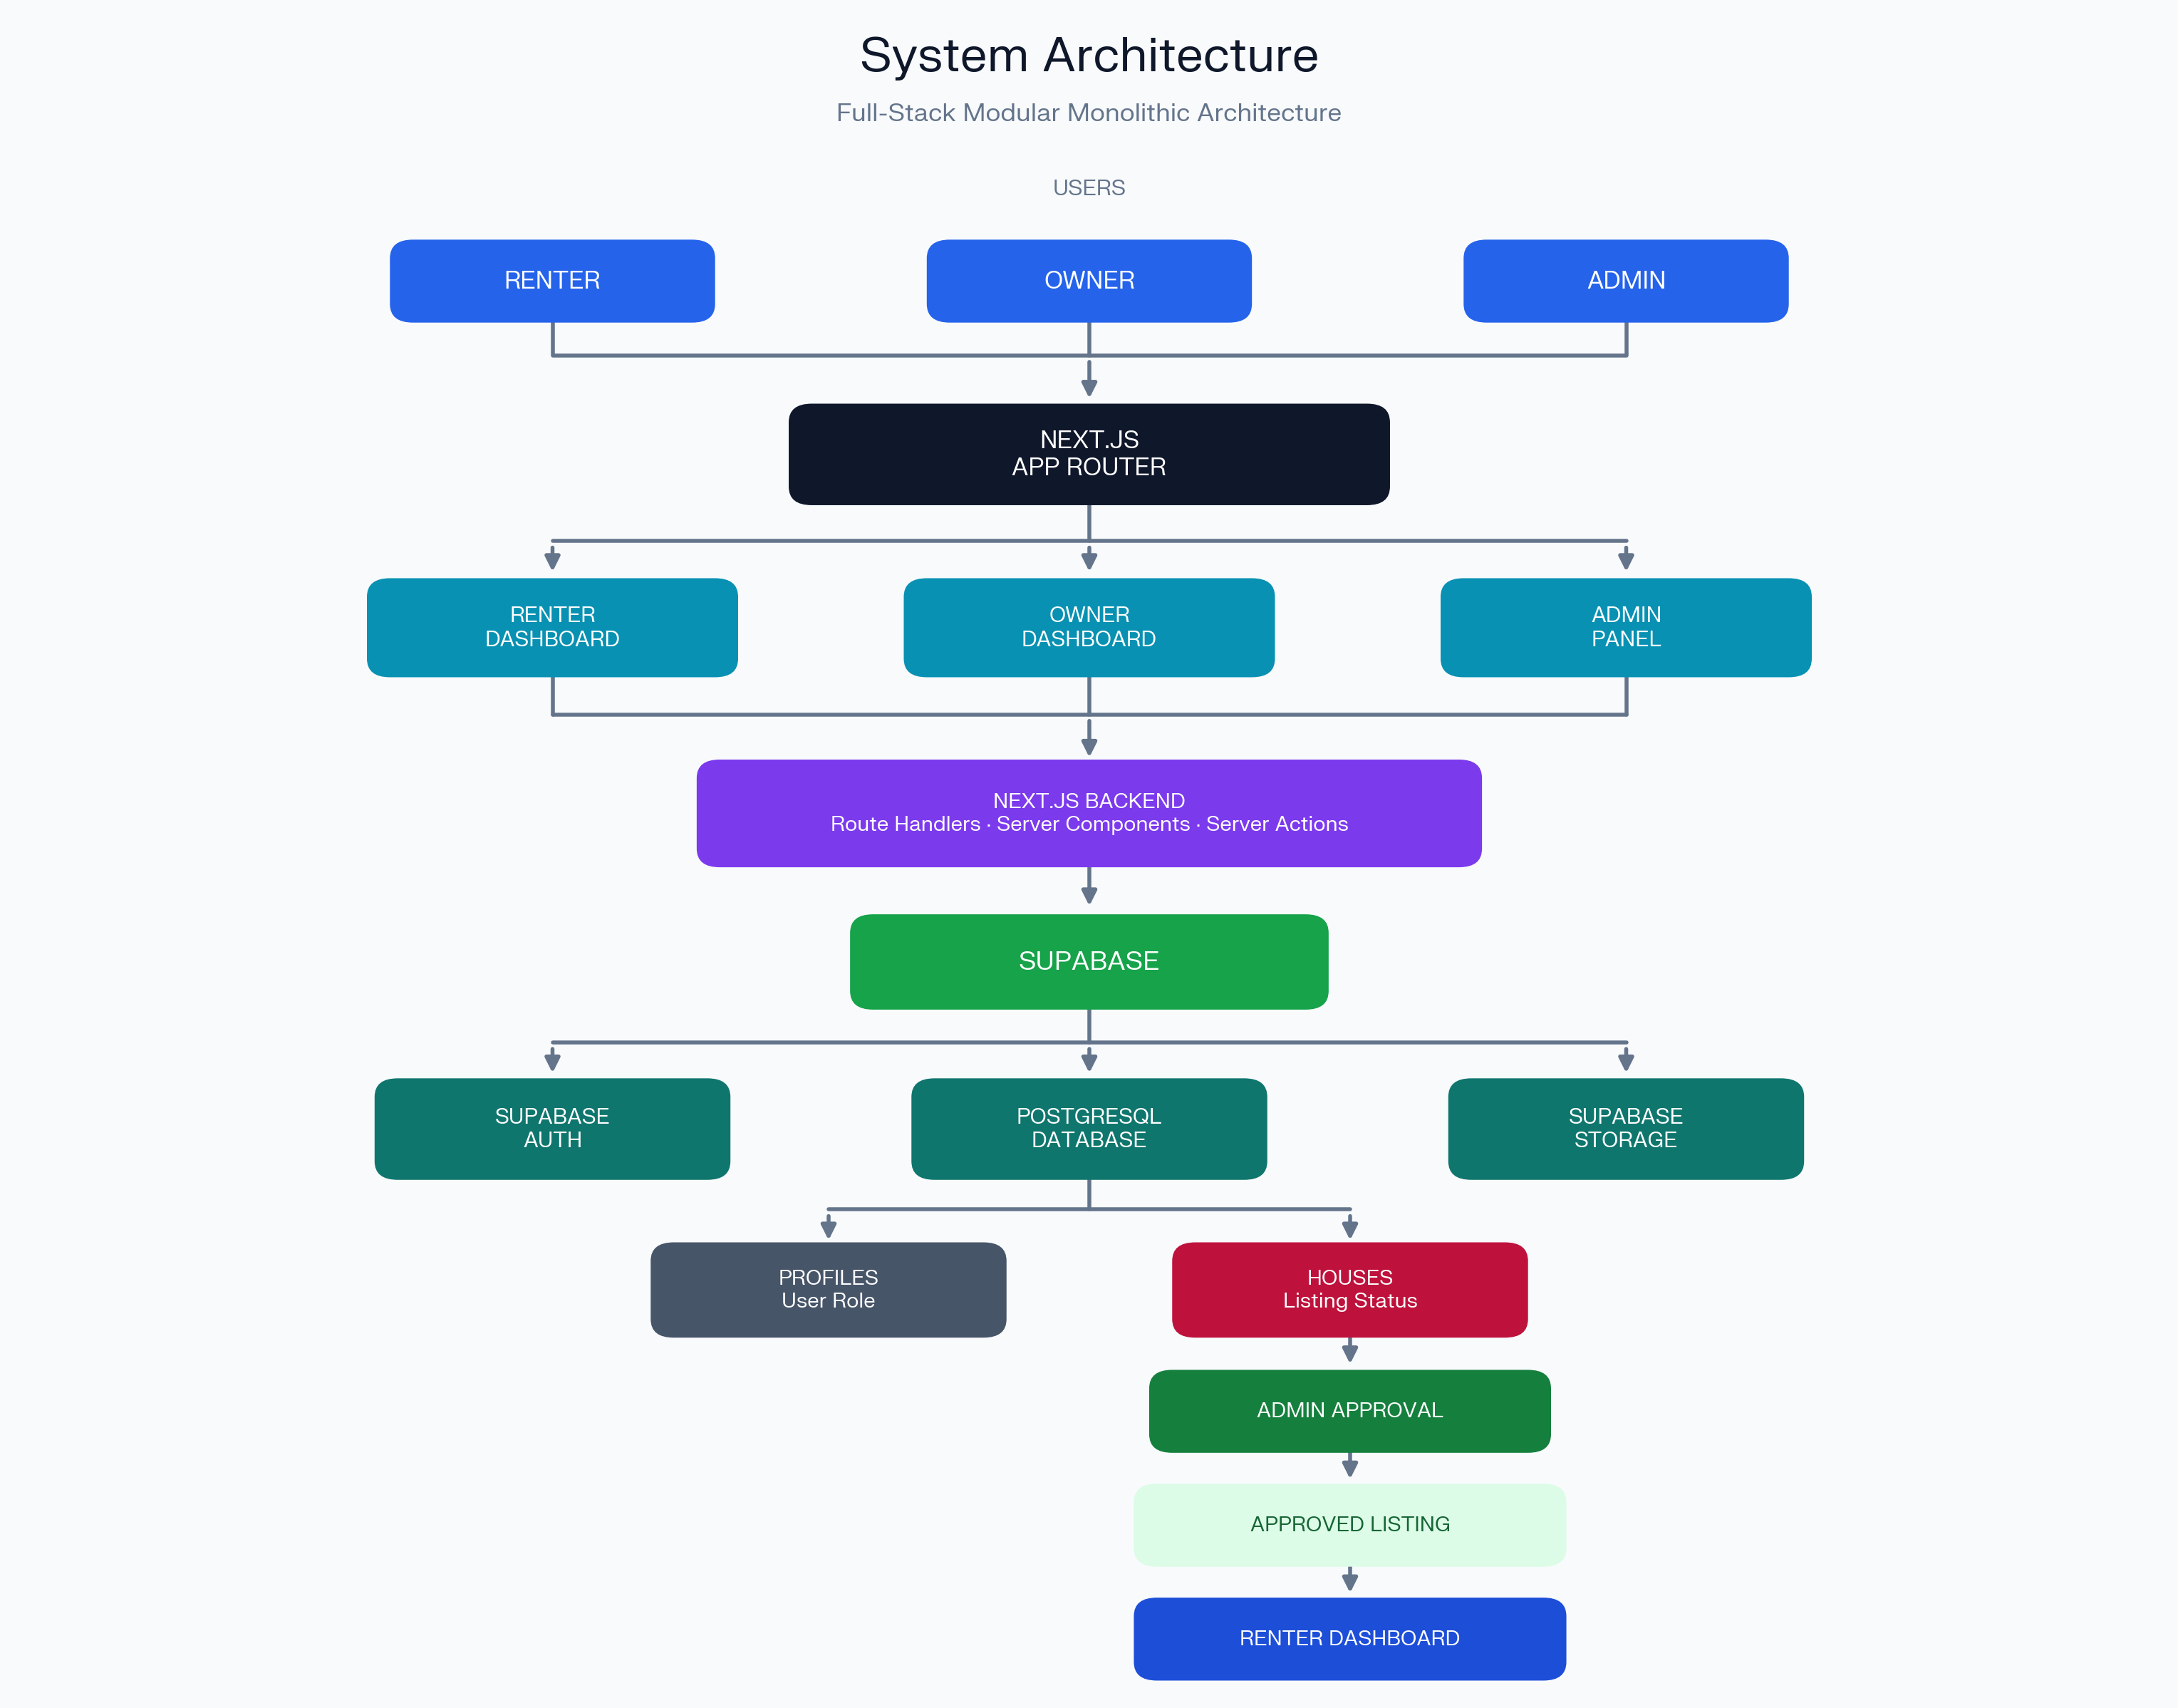 System Architecture
Full-Stack Modular Monolithic Architecture
USERS
RENTER
OWNER
ADMIN
NEXT.JS
APP ROUTER
RENTER
DASHBOARD
OWNER
DASHBOARD
ADMIN
PANEL
NEXT.JS BACKEND
Route Handlers · Server Components · Server Actions
SUPABASE
SUPABASE
AUTH
POSTGRESQL
DATABASE
SUPABASE
STORAGE
PROFILES
User Role
HOUSES
Listing Status
ADMIN APPROVAL
APPROVED LISTING
RENTER DASHBOARD